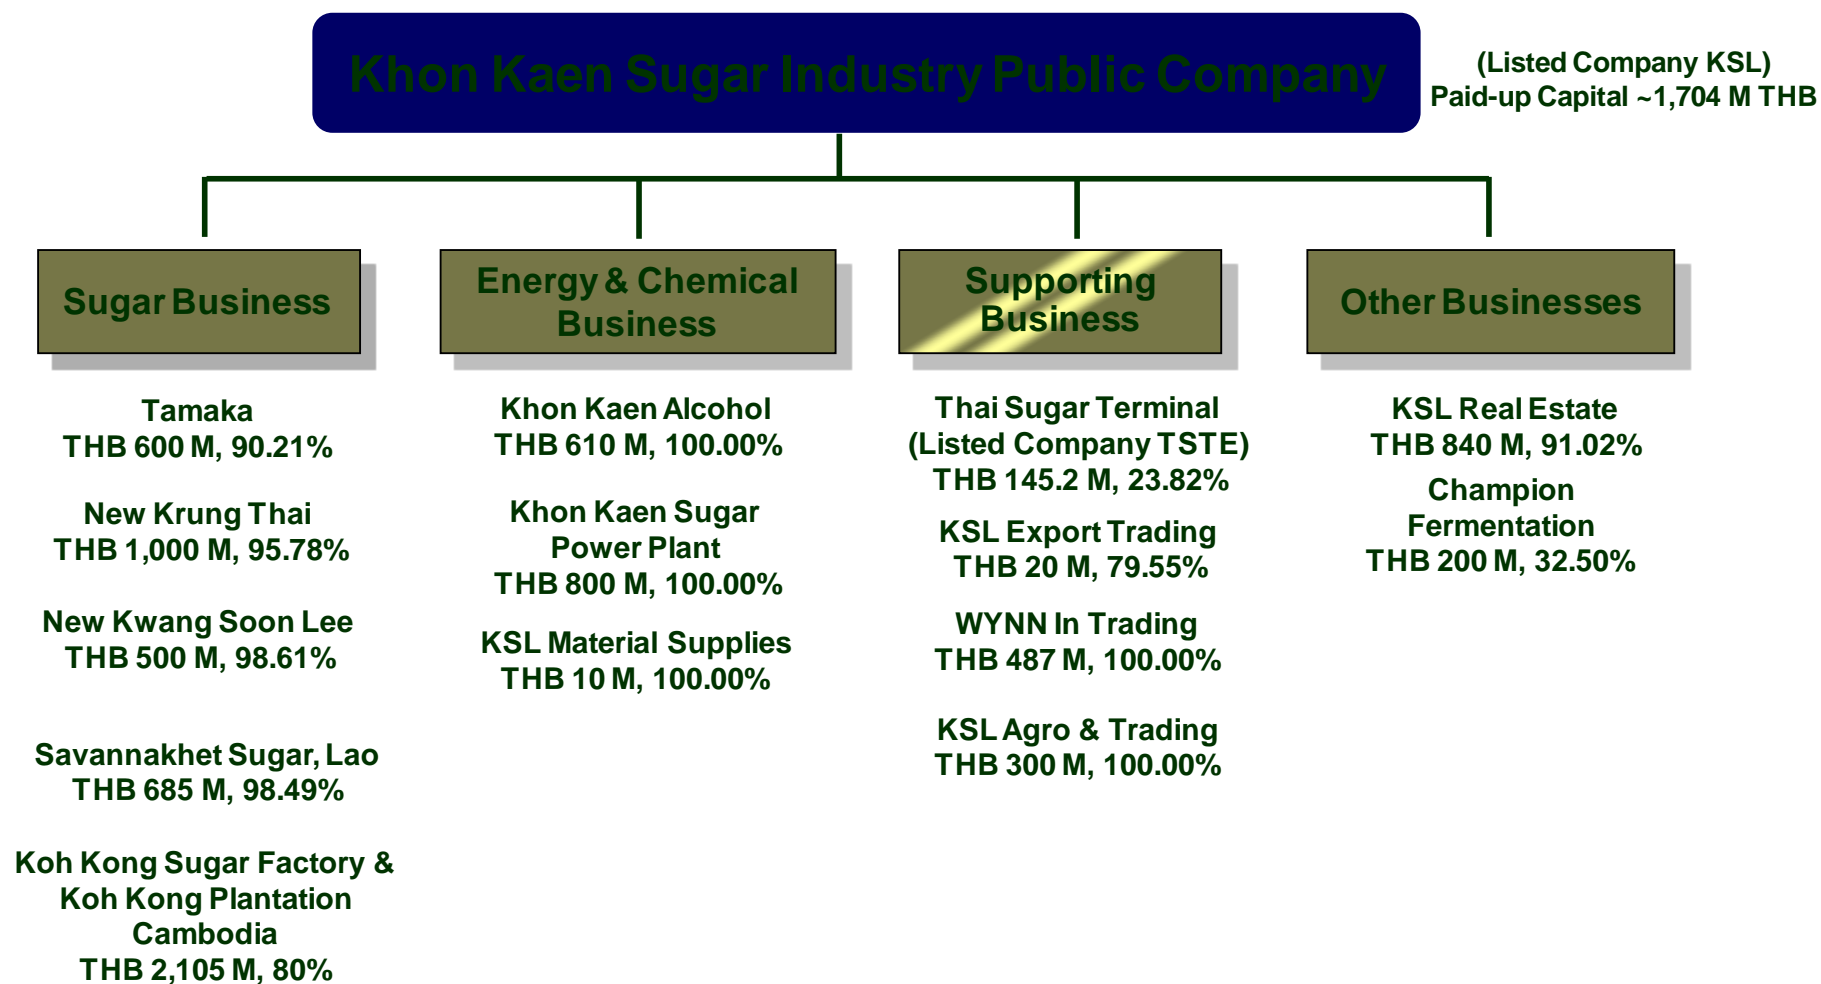 Khon Kaen Sugar Industry Public Company
(Listed Company KSL)
Paid-up Capital ~1,704 M THB
Sugar Business
Energy & Chemical
Business
Supporting
Business
Other Businesses
Tamaka
THB 600 M, 90.21%
New Krung Thai
THB 1,000 M, 95.78%
New Kwang Soon Lee
THB 500 M, 98.61%
Savannakhet Sugar, Lao
THB 685 M, 98.49%
Koh Kong Sugar Factory &
Koh Kong Plantation
Cambodia
THB 2,105 M, 80%
Khon Kaen Alcohol
THB 610 M, 100.00%
Khon Kaen Sugar
Power Plant
THB 800 M, 100.00%
KSL Material Supplies
THB 10 M, 100.00%
Thai Sugar Terminal
(Listed Company TSTE)
THB 145.2 M, 23.82%
KSL Export Trading
THB 20 M, 79.55%
WYNN In Trading
THB 487 M, 100.00%
KSL Agro & Trading
THB 300 M, 100.00%
KSL Real Estate
THB 840 M, 91.02%
Champion
Fermentation
THB 200 M, 32.50%